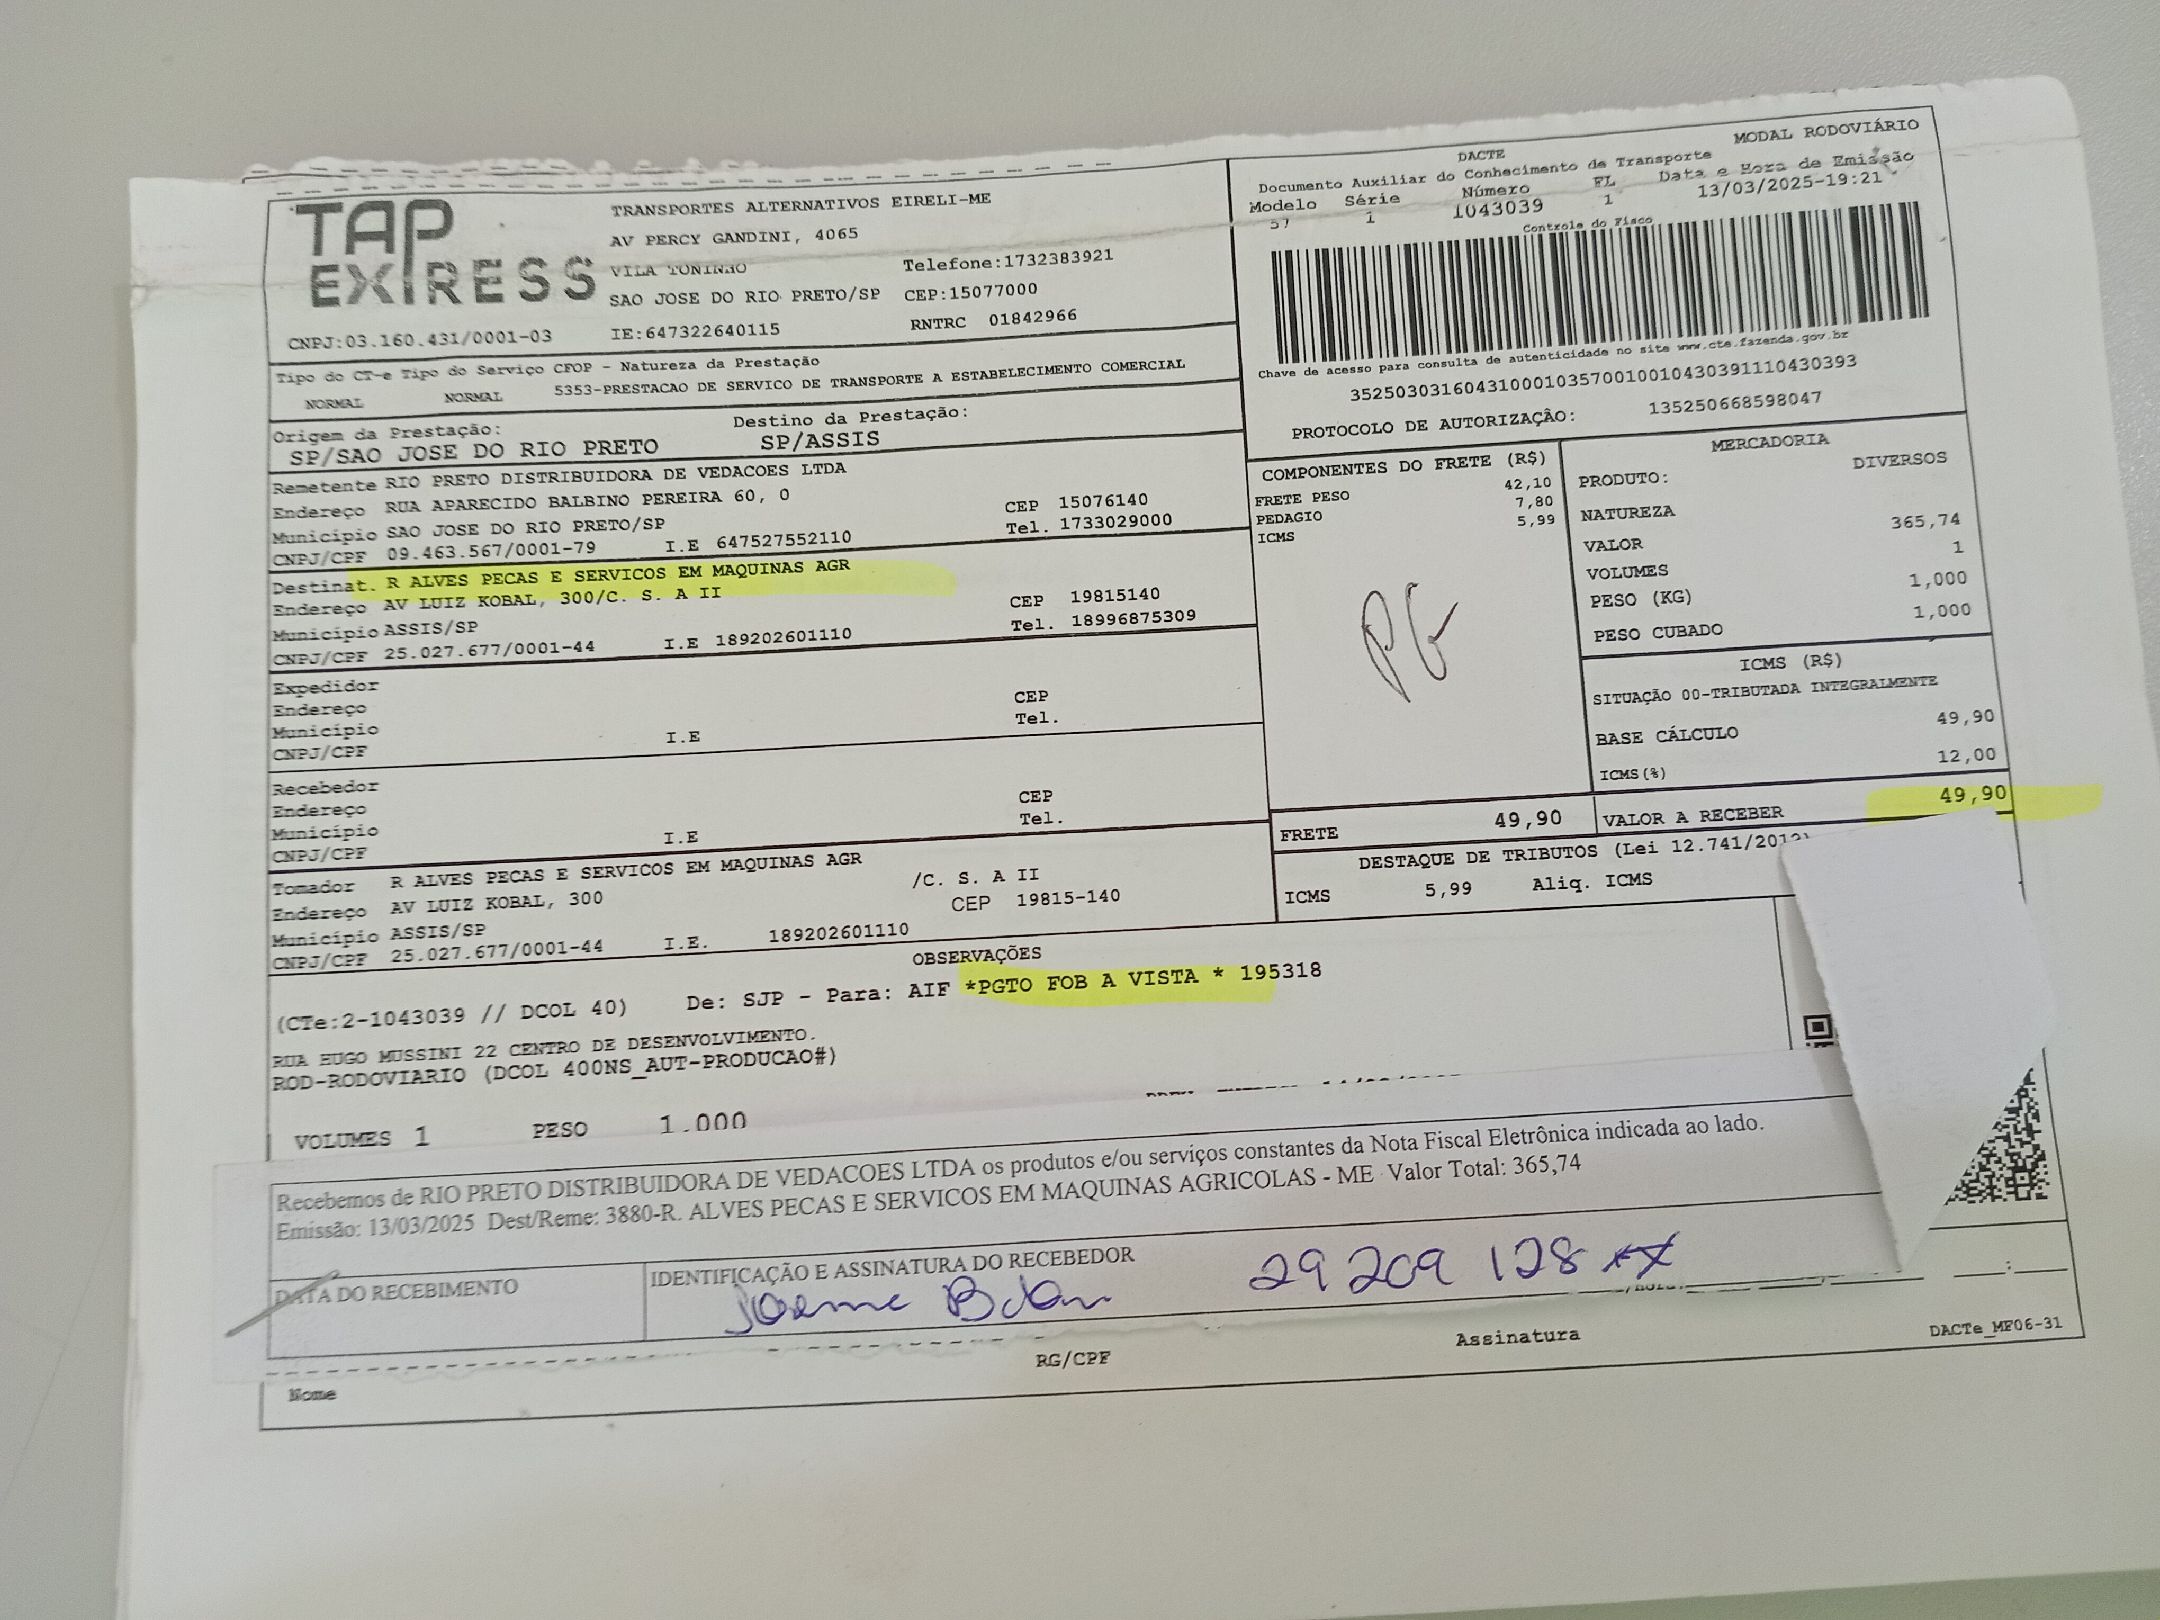 TAP EXPRESS
TRANSPORTES ALTERNATIVOS EIRELI-ME
AV PERCY GANDINI, 4065
VILA TONINHO Telefone:1732383921
SAO JOSE DO RIO PRETO/SP CEP:15077000
CNPJ:03.160.431/0001-03 IE:647322640115 RNTRC 01842966
Tipo do CT-e Tipo do Serviço CFOP - Natureza da Prestação
NORMAL NORMAL 5353-PRESTACAO DE SERVICO DE TRANSPORTE A ESTABELECIMENTO COMERCIAL
Origem da Prestação: Destino da Prestação:
SP/SAO JOSE DO RIO PRETO SP/ASSIS
Remetente RIO PRETO DISTRIBUIDORA DE VEDACOES LTDA
Endereço RUA APARECIDO BALBINO PEREIRA 60, 0 CEP 15076140
Município SAO JOSE DO RIO PRETO/SP Tel. 1733029000
CNPJ/CPF 09.463.567/0001-79 I.E 647527552110
Destinat. R ALVES PECAS E SERVICOS EM MAQUINAS AGR
Endereço AV LUIZ KOBAL, 300/C. S. A II CEP 19815140
Município ASSIS/SP Tel. 18996875309
CNPJ/CPF 25.027.677/0001-44 I.E 189202601110
Expedidor
Endereço CEP
Município Tel.
CNPJ/CPF I.E
Recebedor
Endereço CEP
Município Tel.
CNPJ/CPF I.E
Tomador R ALVES PECAS E SERVICOS EM MAQUINAS AGR
Endereço AV LUIZ KOBAL, 300 /C. S. A II
Município ASSIS/SP CEP 19815-140
CNPJ/CPF 25.027.677/0001-44 I.E. 189202601110
MODAL RODOVIÁRIO
DACTE
Documento Auxiliar do Conhecimento de Transporte
Modelo Série Número FL Data e Hora de Emissão
57 1 1043039 1 13/03/2025-19:21
Controle do Fisco
Chave de acesso para consulta de autenticidade no site www.cte.fazenda.gov.br
35250303160431000103570010010430391110430393
PROTOCOLO DE AUTORIZAÇÃO: 135250668598047
COMPONENTES DO FRETE (R$)
FRETE PESO 42,10
PEDAGIO 7,80
ICMS 5,99
PG
MERCADORIA
PRODUTO: DIVERSOS
NATUREZA
VALOR 365,74
VOLUMES 1
PESO (KG) 1,000
PESO CUBADO 1,000
ICMS (R$)
SITUAÇÃO 00-TRIBUTADA INTEGRALMENTE
BASE CÁLCULO 49,90
ICMS(%) 12,00
FRETE 49,90 VALOR A RECEBER 49,90
DESTAQUE DE TRIBUTOS (Lei 12.741/2012)
ICMS 5,99 Aliq. ICMS
OBSERVAÇÕES
(CTe:2-1043039 // DCOL 40) De: SJP - Para: AIF *PGTO FOB A VISTA * 195318
RUA HUGO MUSSINI 22 CENTRO DE DESENVOLVIMENTO.
ROD-RODOVIARIO (DCOL 400NS_AUT-PRODUCAO#)
VOLUMES 1 PESO 1.000
Recebemos de RIO PRETO DISTRIBUIDORA DE VEDACOES LTDA os produtos e/ou serviços constantes da Nota Fiscal Eletrônica indicada ao lado.
Emissão: 13/03/2025 Dest/Reme: 3880-R. ALVES PECAS E SERVICOS EM MAQUINAS AGRICOLAS - ME Valor Total: 365,74
DATA DO RECEBIMENTO IDENTIFICAÇÃO E ASSINATURA DO RECEBEDOR
29 209 128
Nome RG/CPF Assinatura DACTe_MF06-31